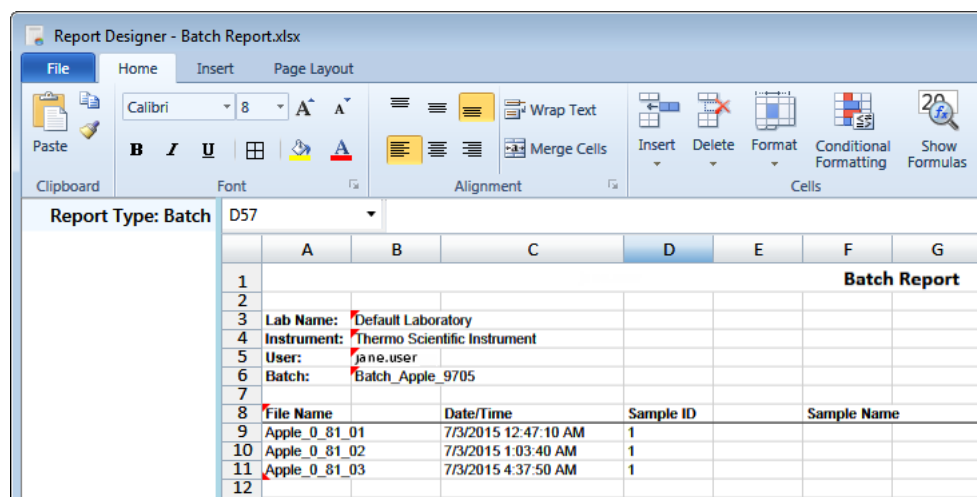 Report Designer - Batch Report.xlsx
File Home Insert Page Layout
Calibri 8 A A Wrap Text
Paste B I U A Merge Cells Insert Delete Format Conditional Formatting Show Formulas
Clipboard Font Alignment Cells
Report Type: Batch D57
A B C D E F G
1 Batch Report
2
3 Lab Name: Default Laboratory
4 Instrument: Thermo Scientific Instrument
5 User: jane.user
6 Batch: Batch_Apple_9705
7
8 File Name Date/Time Sample ID Sample Name
9 Apple_0_81_01 7/3/2015 12:47:10 AM 1
10 Apple_0_81_02 7/3/2015 1:03:40 AM 1
11 Apple_0_81_03 7/3/2015 4:37:50 AM 1
12